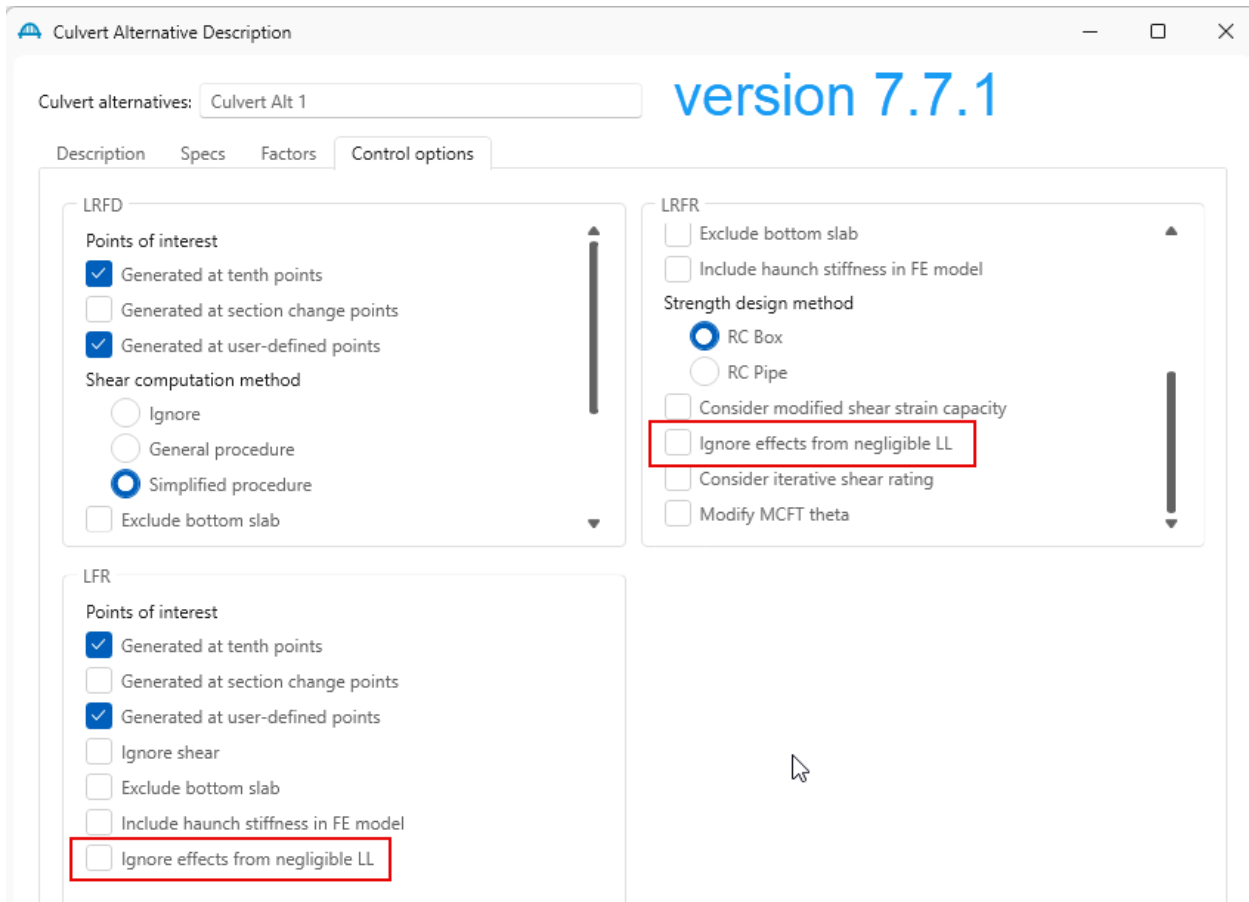 Culvert Alternative Description
Culvert alternatives: Culvert Alt 1
version 7.7.1
Description Specs Factors Control options
LRFD
Points of interest
Generated at tenth points
Generated at section change points
Generated at user-defined points
Shear computation method
Ignore
General procedure
Simplified procedure
Exclude bottom slab
LRFR
Exclude bottom slab
Include haunch stiffness in FE model
Strength design method
RC Box
RC Pipe
Consider modified shear strain capacity
Ignore effects from negligible LL
Consider iterative shear rating
Modify MCFT theta
LFR
Points of interest
Generated at tenth points
Generated at section change points
Generated at user-defined points
Ignore shear
Exclude bottom slab
Include haunch stiffness in FE model
Ignore effects from negligible LL